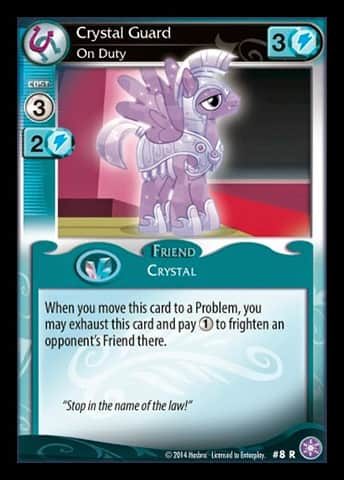 Crystal Guard
On Duty
3
3
2
FRIEND
CRYSTAL
When you move this card to a Problem, you
may exhaust this card and pay 1 to frighten an
opponent's Friend there.
"Stop in the name of the law!"
© 2014 Hasbro · Licensed to Enterplay. #8 R